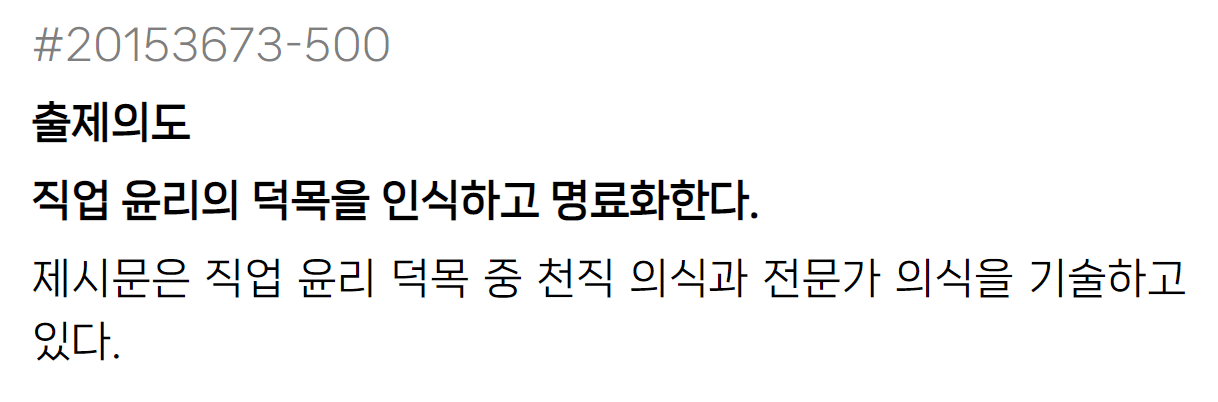 #20153673-500
출제의도
직업 윤리의 덕목을 인식하고 명료화한다.
제시문은 직업 윤리 덕목 중 천직 의식과 전문가 의식을 기술하고
있다.